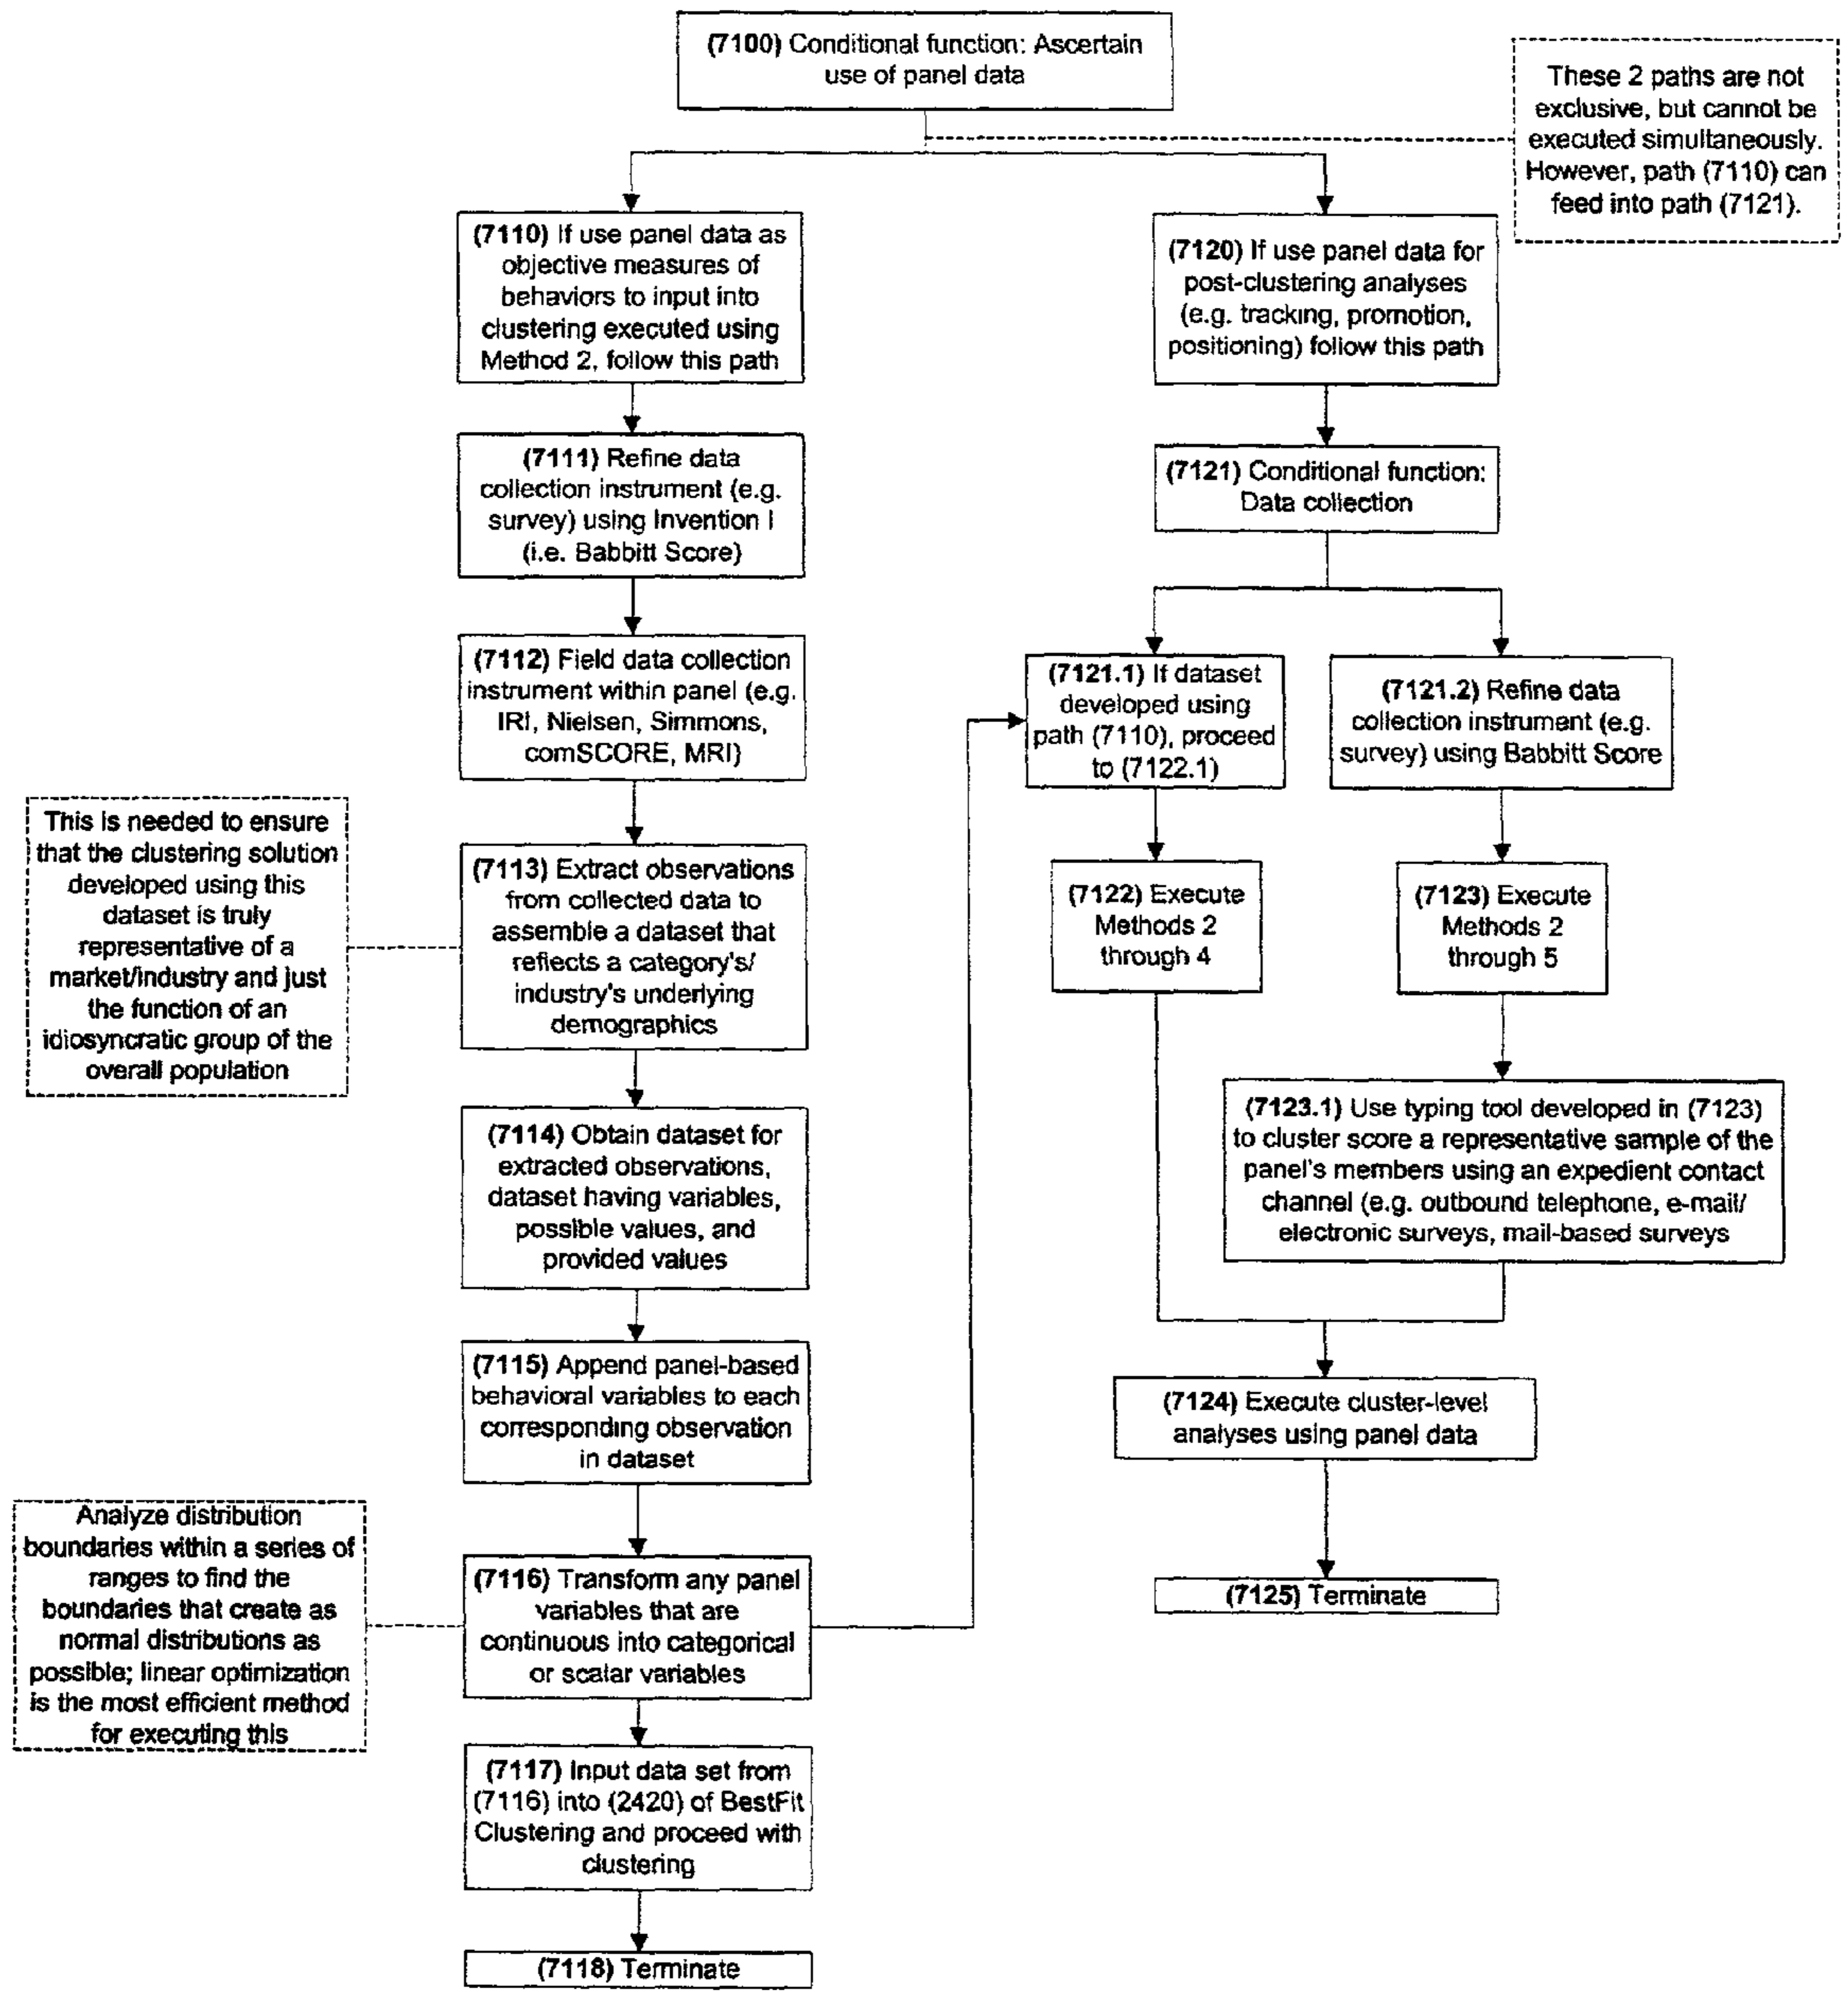 (7100) Conditional function: Ascertain
use of panel data
These 2 paths are not
exclusive, but cannot be
executed simultaneously.
However, path (7110) can
feed into path (7121).
(7110) If use panel data as
objective measures of
behaviors to input into
clustering executed using
Method 2, follow this path
(7111) Refine data
collection instrument (e.g.
survey) using Invention I
(i.e. Babbitt Score)
(7112) Field data collection
instrument within panel (e.g.
IRI, Nielsen, Simmons,
comSCORE, MRI)
This is needed to ensure
that the clustering solution
developed using this
dataset is truly
representative of a
market/industry and just
the function of an
idiosyncratic group of the
overall population
(7113) Extract observations
from collected data to
assemble a dataset that
reflects a category's/
industry's underlying
demographics
(7114) Obtain dataset for
extracted observations,
dataset having variables,
possible values, and
provided values
(7115) Append panel-based
behavioral variables to each
corresponding observation
in dataset
Analyze distribution
boundaries within a series of
ranges to find the
boundaries that create as
normal distributions as
possible; linear optimization
is the most efficient method
for executing this
(7116) Transform any panel
variables that are
continuous into categorical
or scalar variables
(7117) Input data set from
(7116) into (2420) of BestFit
Clustering and proceed with
clustering
(7118) Terminate
(7120) If use panel data for
post-clustering analyses
(e.g. tracking, promotion,
positioning) follow this path
(7121) Conditional function:
Data collection
(7121.1) If dataset
developed using
path (7110), proceed
to (7122.1)
(7121.2) Refine data
collection instrument (e.g.
survey) using Babbitt Score
(7122) Execute
Methods 2
through 4
(7123) Execute
Methods 2
through 5
(7123.1) Use typing tool developed in (7123)
to cluster score a representative sample of the
panel's members using an expedient contact
channel (e.g. outbound telephone, e-mail/
electronic surveys, mail-based surveys
(7124) Execute cluster-level
analyses using panel data
(7125) Terminate